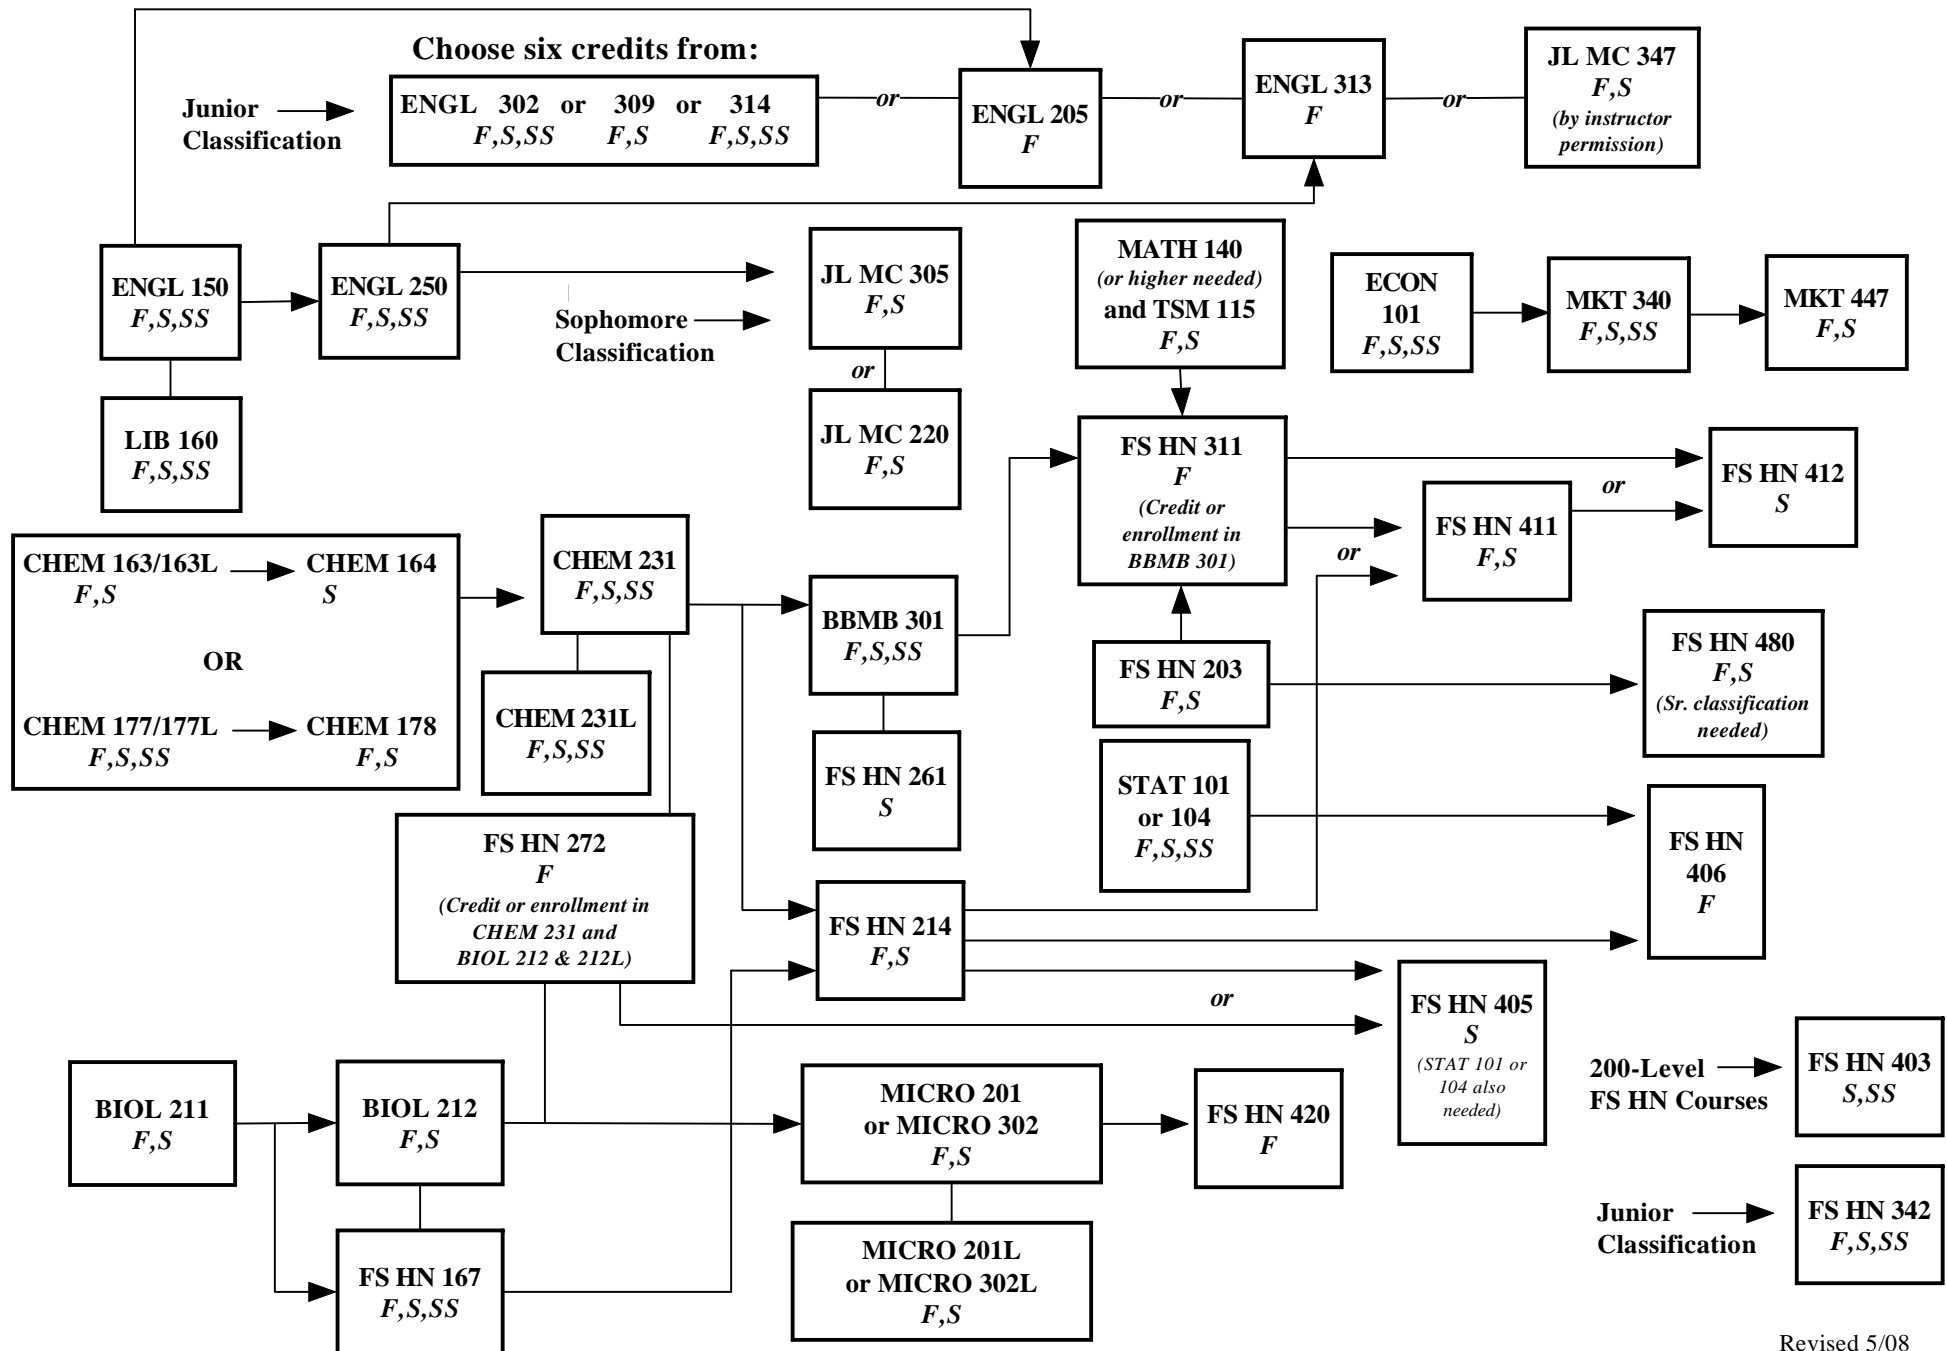 Choose six credits from:
Junior
Classification
ENGL 302 or 309 or 314
F,S,SS F,S F,S,SS
or
ENGL 205
F
or
ENGL 313
F
or
JL MC 347
F,S
(by instructor
permission)
ENGL 150
F,S,SS
ENGL 250
F,S,SS
Sophomore
Classification
JL MC 305
F,S
or
JL MC 220
F,S
LIB 160
F,S,SS
MATH 140
(or higher needed)
and TSM 115
F,S
ECON
101
F,S,SS
MKT 340
F,S,SS
MKT 447
F,S
FS HN 311
F
(Credit or
enrollment in
BBMB 301)
or
FS HN 411
F,S
or
FS HN 412
S
CHEM 163/163L
F,S
CHEM 164
S
OR
CHEM 177/177L
F,S,SS
CHEM 178
F,S
CHEM 231
F,S,SS
CHEM 231L
F,S,SS
BBMB 301
F,S,SS
FS HN 261
S
FS HN 203
F,S
FS HN 480
F,S
(Sr. classification
needed)
STAT 101
or 104
F,S,SS
FS HN
406
F
FS HN 272
F
(Credit or enrollment in
CHEM 231 and
BIOL 212 & 212L)
FS HN 214
F,S
or
FS HN 405
S
(STAT 101 or
104 also
needed)
BIOL 211
F,S
BIOL 212
F,S
FS HN 167
F,S,SS
MICRO 201
or MICRO 302
F,S
MICRO 201L
or MICRO 302L
F,S
FS HN 420
F
200-Level
FS HN Courses
FS HN 403
S,SS
Junior
Classification
FS HN 342
F,S,SS
Revised 5/08